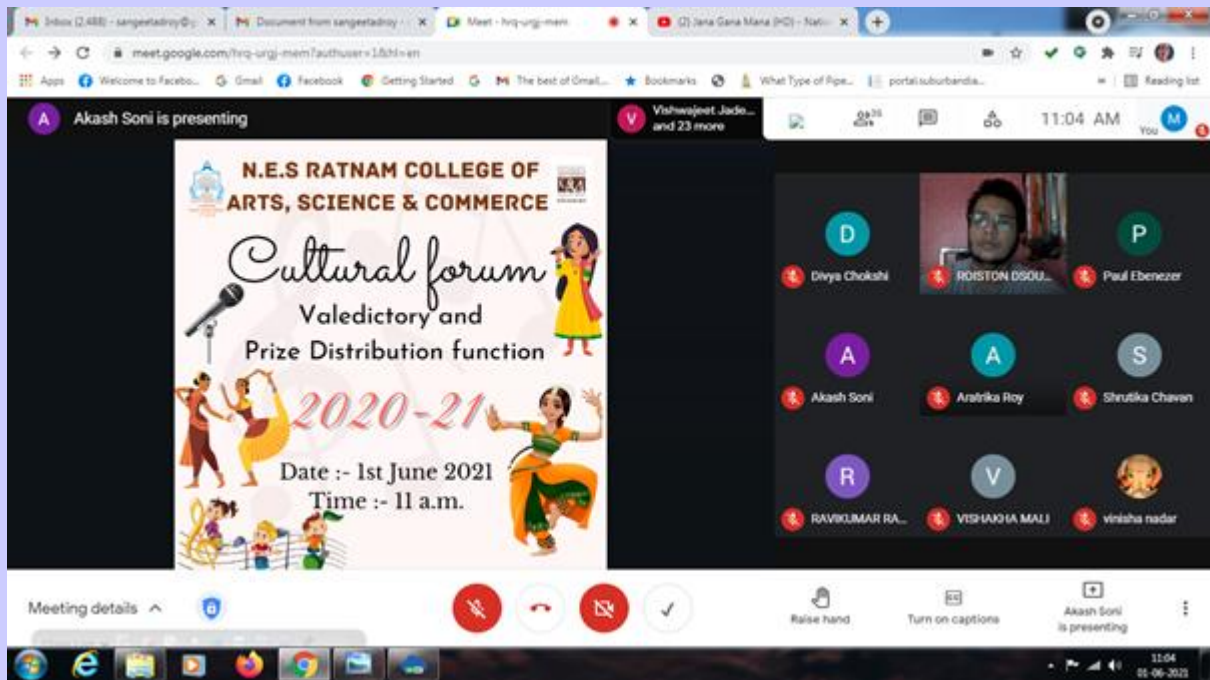 Inbox (2,488) - sangeetadroy@g
Document from sangeetadroy -
Meet - hrq-urgj-mem
(2) Jana Gana Mana (HD) - Natio
meet.google.com/hrq-urgj-mem?authuser=1&hl=en
Apps
Welcome to Facebo...
Gmail
Facebook
Getting Started
The best of Gmail...
Bookmarks
What Type of Pipe...
portal.suburbandia...
Reading list
A
Akash Soni is presenting
V
Vishwajeet Jade...
and 23 more
11:04 AM
You
M
N.E.S RATNAM COLLEGE OF
ARTS, SCIENCE & COMMERCE
Cultural forum
Valedictory and
Prize Distribution function
2020-21
Date :- 1st June 2021
Time :- 11 a.m.
D
Divya Chokshi
ROISTON DSOU...
P
Paul Ebenezer
A
Akash Soni
A
Aratrika Roy
S
Shrutika Chavan
R
RAVIKUMAR RA...
V
VISHAKHA MALI
vinisha nadar
Meeting details
Raise hand
Turn on captions
Akash Soni
is presenting
11:04
01-06-2021